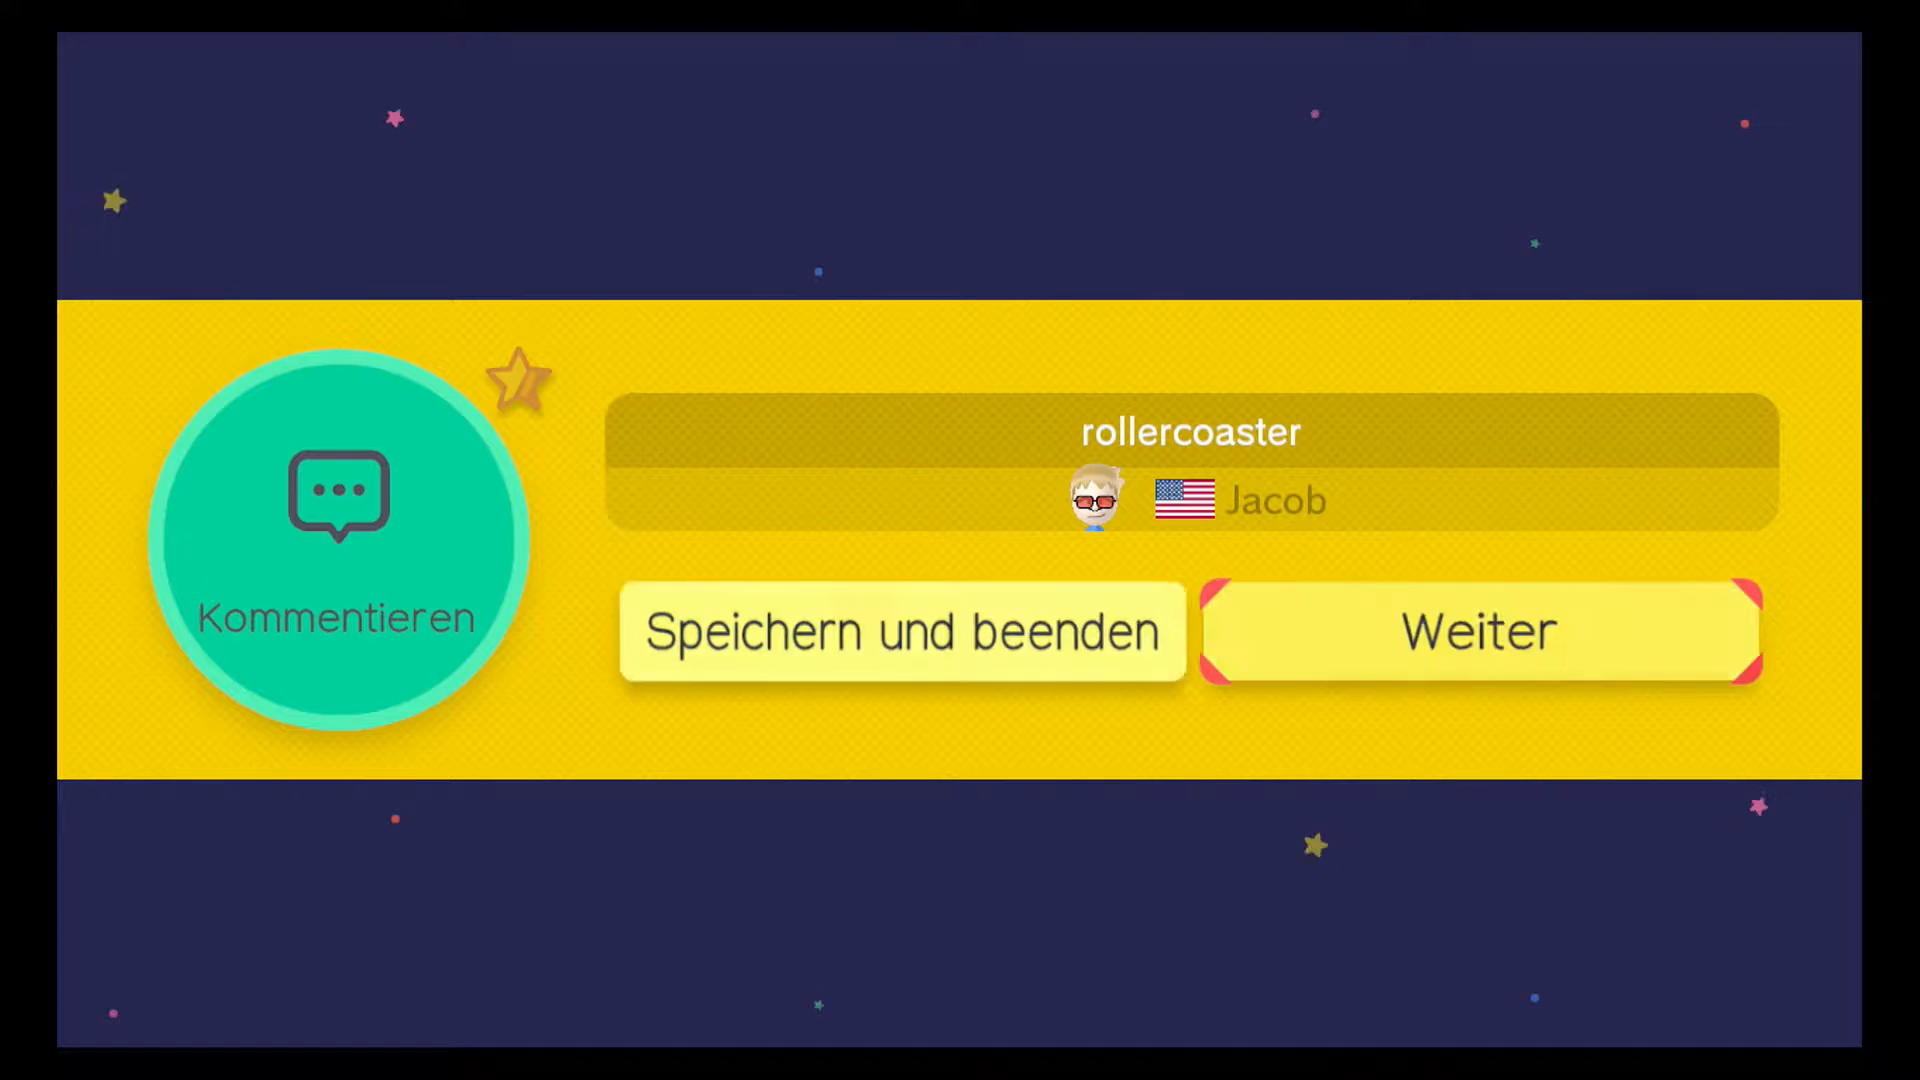 rollercoaster
Jacob
Kommentieren
Speichern und beenden
Weiter